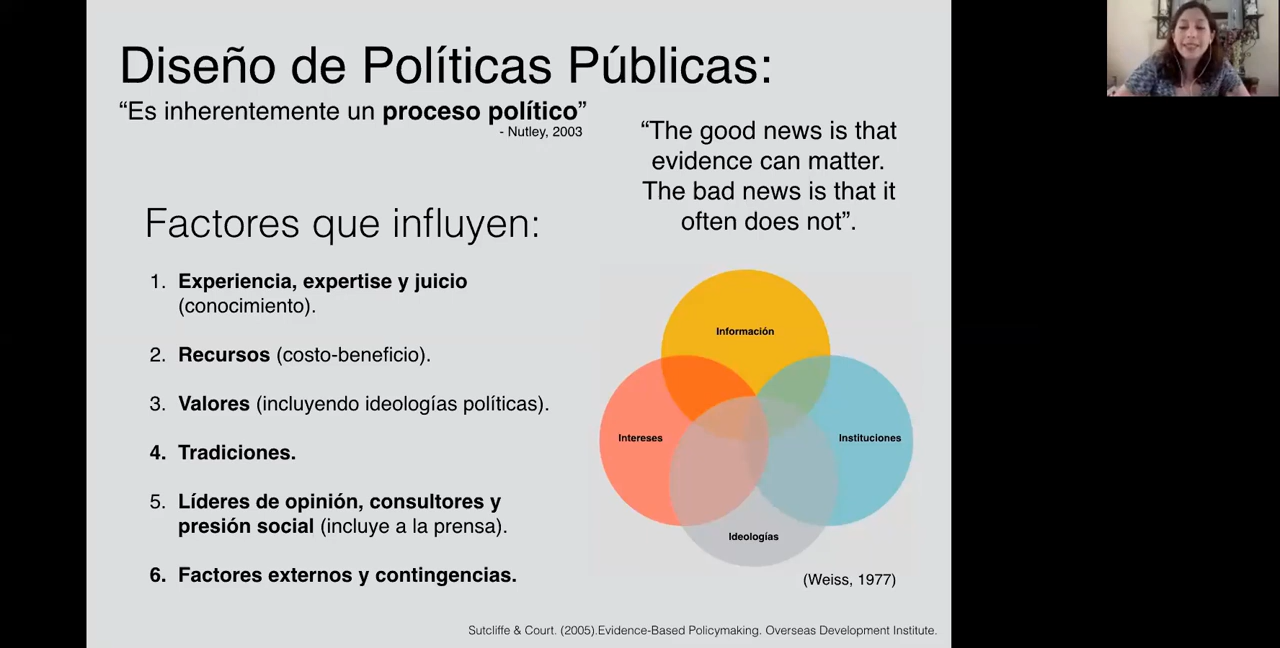 Diseño de Políticas Públicas:
“Es inherentemente un proceso político”
- Nutley, 2003
“The good news is that
evidence can matter.
The bad news is that it
often does not”.
Factores que influyen:
1. Experiencia, expertise y juicio
(conocimiento).
2. Recursos (costo-beneficio).
3. Valores (incluyendo ideologías políticas).
4. Tradiciones.
5. Líderes de opinión, consultores y
presión social (incluye a la prensa).
6. Factores externos y contingencias.
Información
Intereses
Instituciones
Ideologías
(Weiss, 1977)
Sutcliffe & Court. (2005).Evidence-Based Policymaking. Overseas Development Institute.